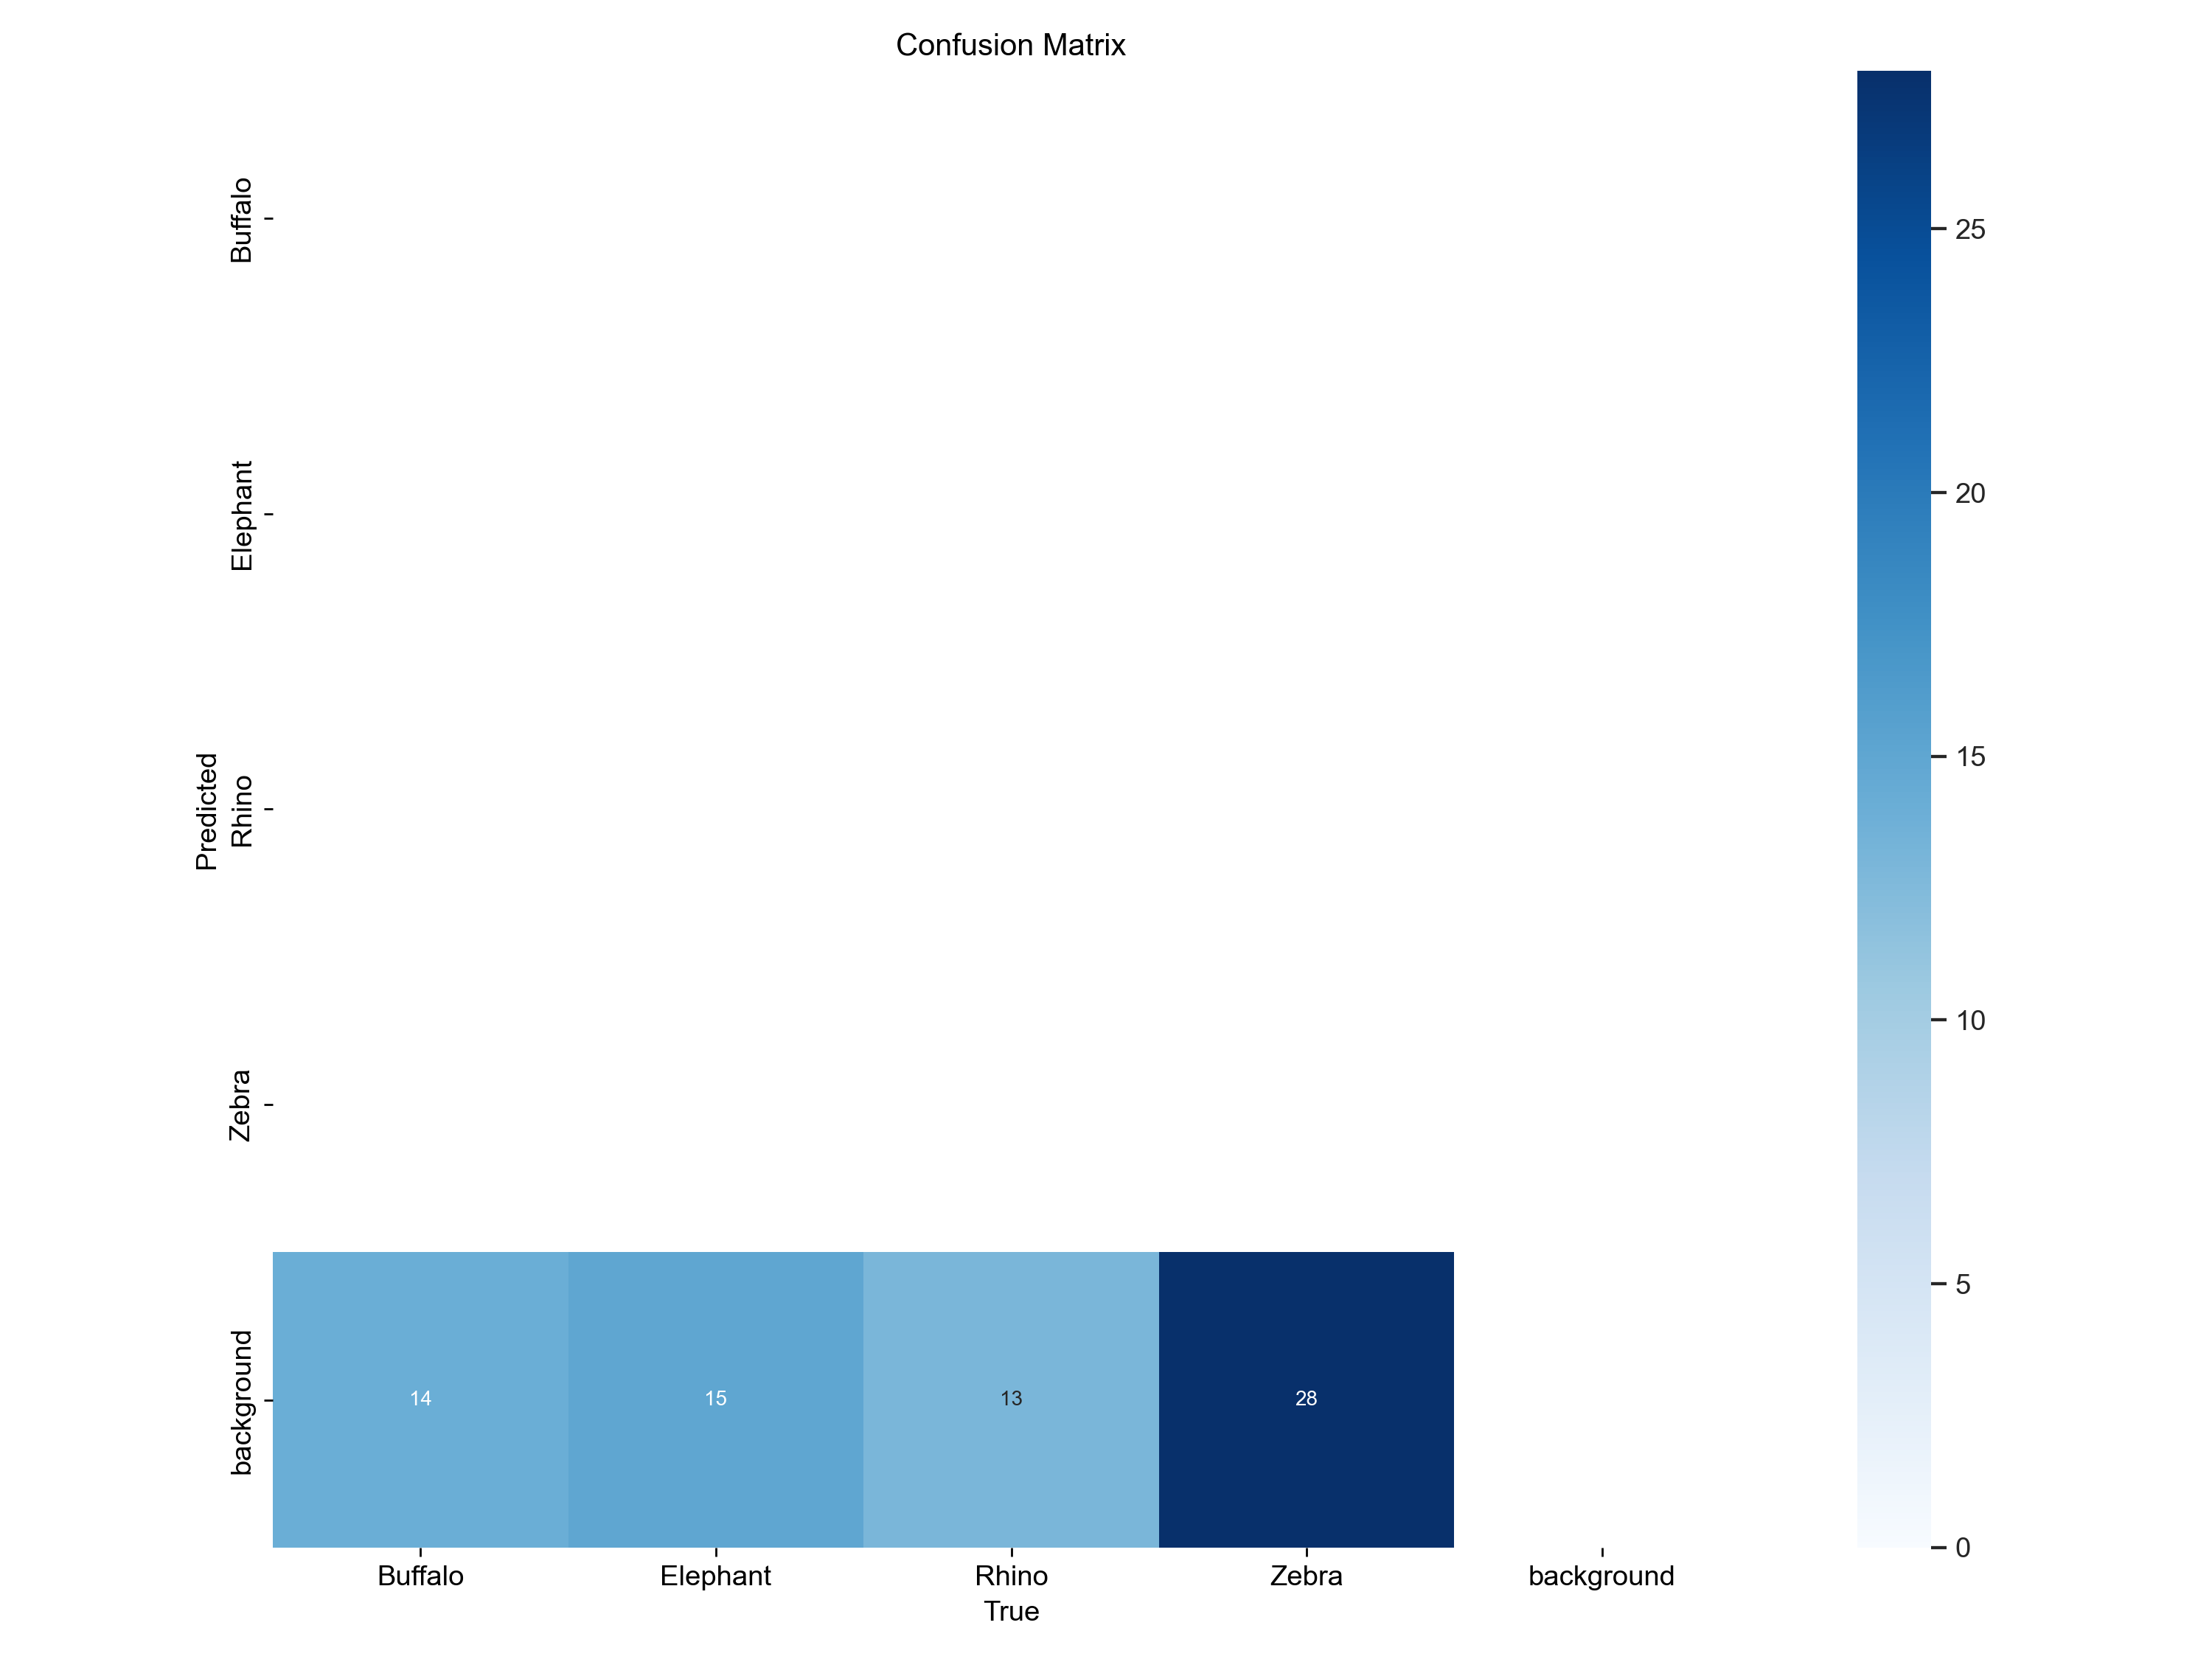 Confusion Matrix
Buffalo
Elephant
Rhino
Zebra
background
Predicted
14
15
13
28
Buffalo
Elephant
Rhino
Zebra
background
True
25
20
15
10
5
0